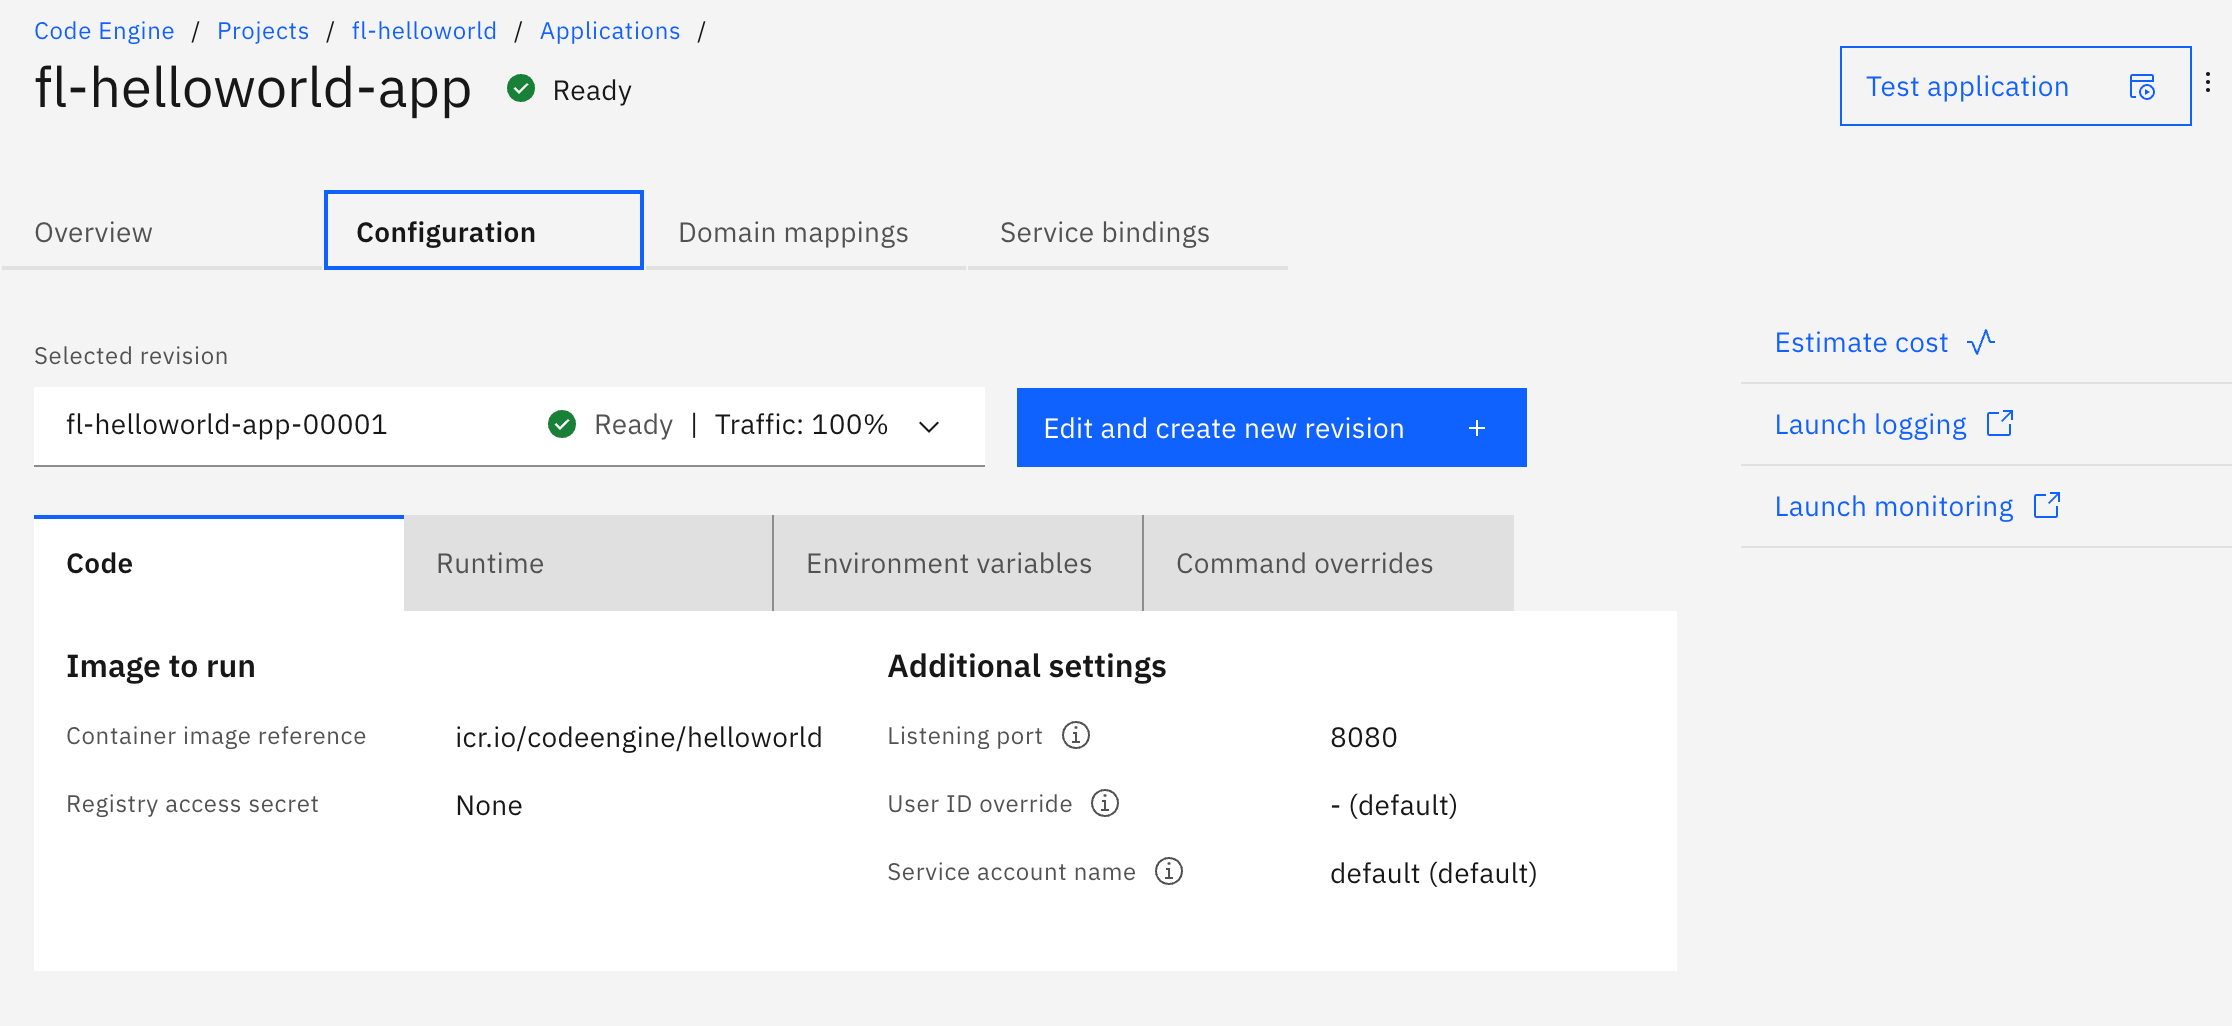 Code Engine / Projects / fl-helloworld / Applications /
fl-helloworld-app Ready
Test application
Overview Configuration Domain mappings Service bindings
Selected revision
fl-helloworld-app-00001 Ready | Traffic: 100%
Edit and create new revision +
Estimate cost
Launch logging
Launch monitoring
Code Runtime Environment variables Command overrides
Image to run
Container image reference icr.io/codeengine/helloworld
Registry access secret None
Additional settings
Listening port 8080
User ID override - (default)
Service account name default (default)